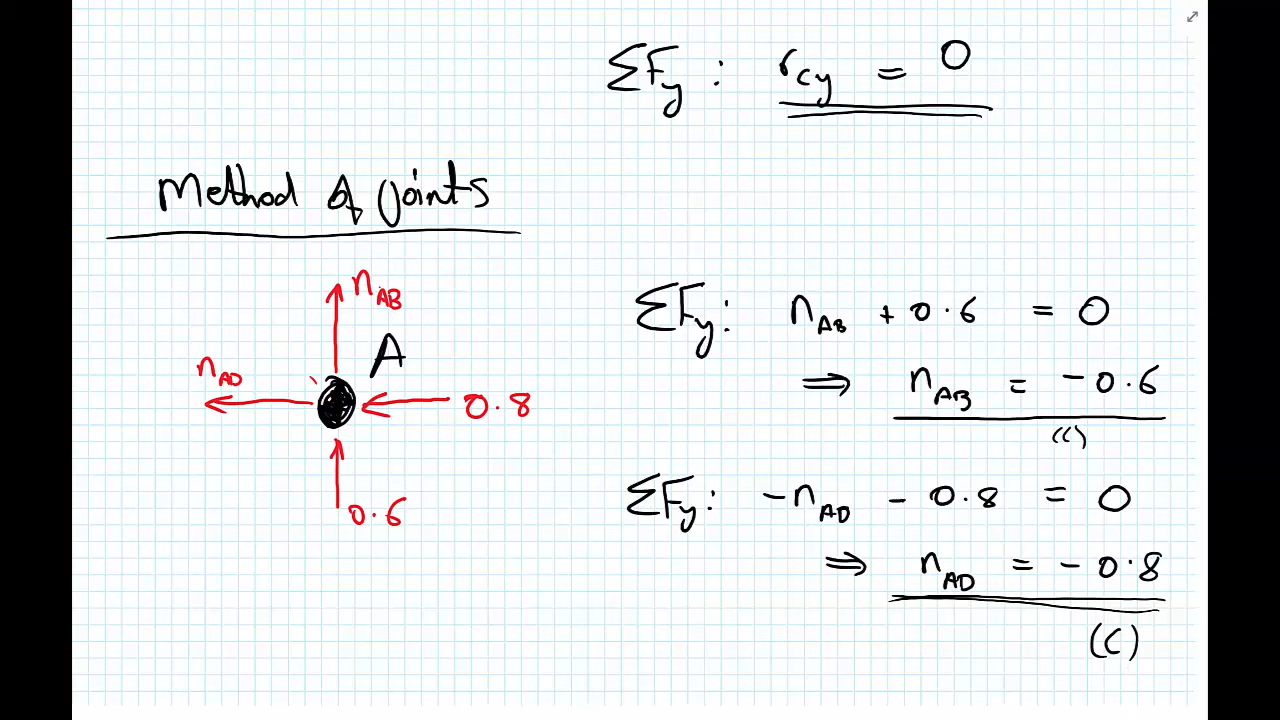 ΣFy : rcy = 0
Method of joints
nAB
A
nAD
0.8
0.6
ΣFy: nAB + 0.6 = 0
⇒ nAB = -0.6
(C)
ΣFy: -nAD - 0.8 = 0
⇒ nAD = -0.8
(C)